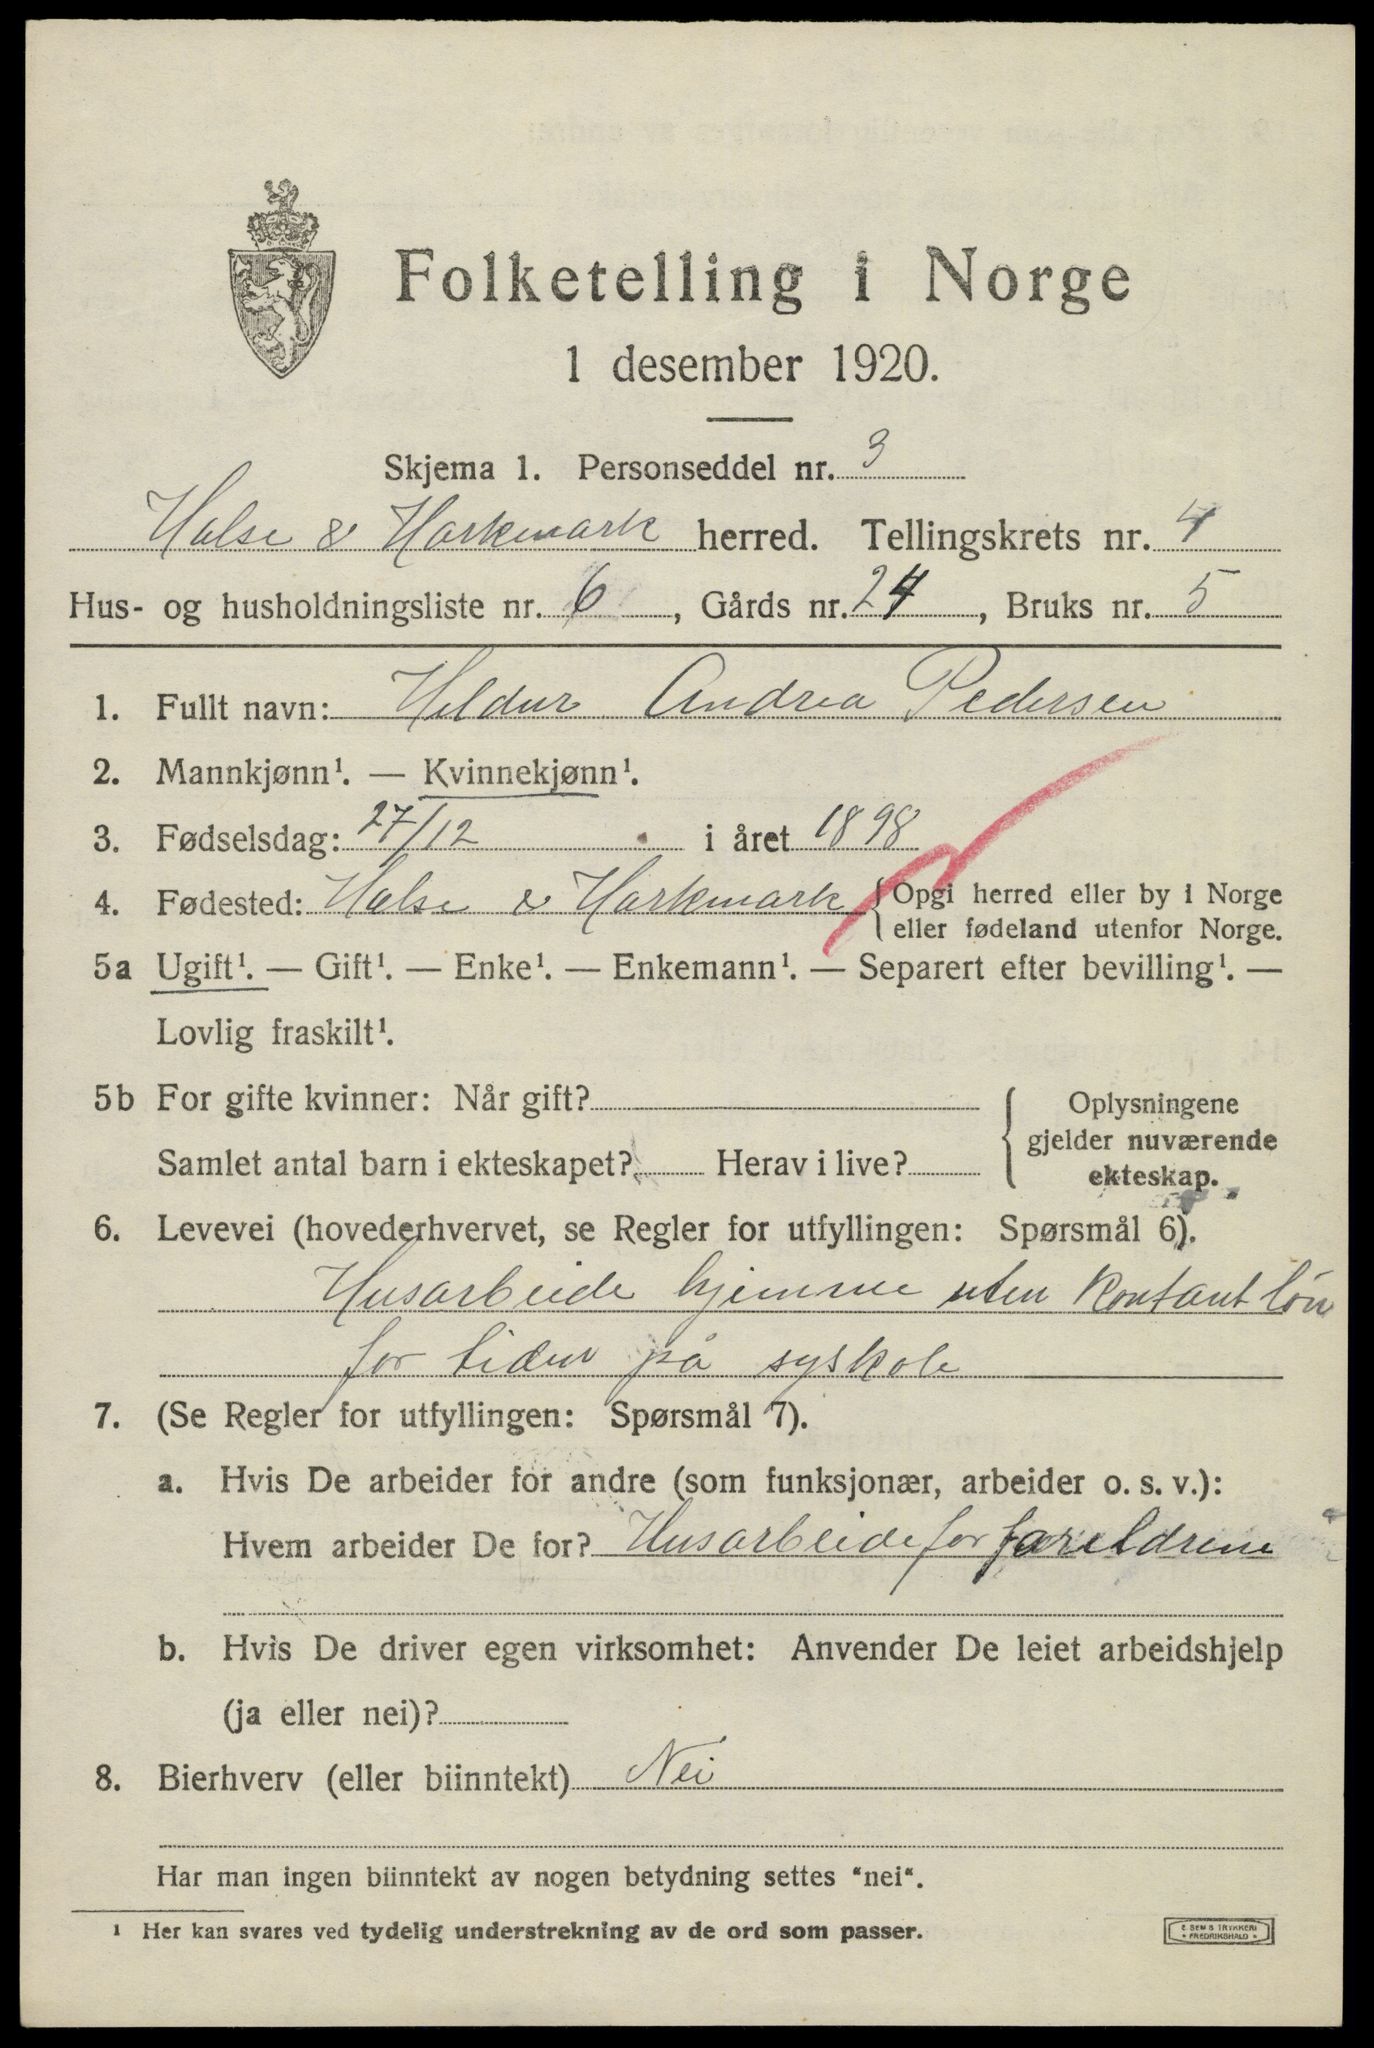 Folketelling i Norge
1 desember 1920.
Skjema 1. Personseddel nr. 3
Halse & Harkmark herred. Tellingskrets nr. 4
Hus- og husholdningsliste nr. 6, Gårds nr. 24, Bruks nr. 5
1. Fullt navn: Heldur Andrea Pedersen
2. Mannkjønn¹. — Kvinnekjønn¹.
3. Fødselsdag: 27/12 i året 1898
4. Fødested: Halse & Harkmark {Opgi herred eller by i Norge
eller fødeland utenfor Norge.
5a Ugift¹. — Gift¹. — Enke¹. — Enkemann¹. — Separert efter bevilling¹. —
Lovlig fraskilt¹.
5b For gifte kvinner: Når gift?
Samlet antal barn i ekteskapet? Herav i live?
Oplysningene
gjelder nuværende
ekteskap.
6. Levevei (hovederhvervet, se Regler for utfyllingen: Spørsmål 6).
Husarbeide hjemme uten kontant løn
for tiden på syskole
7. (Se Regler for utfyllingen: Spørsmål 7).
a. Hvis De arbeider for andre (som funksjonær, arbeider o. s. v.):
Hvem arbeider De for? Husarbeide for foreldrene
b. Hvis De driver egen virksomhet: Anvender De leiet arbeidshjelp
(ja eller nei)?
8. Bierhverv (eller biinntekt) Nei
Har man ingen biinntekt av nogen betydning settes "nei".
¹ Her kan svares ved tydelig understrekning av de ord som passer.
E. SEM'S TRYKKERI
• FREDRIKSHALD •